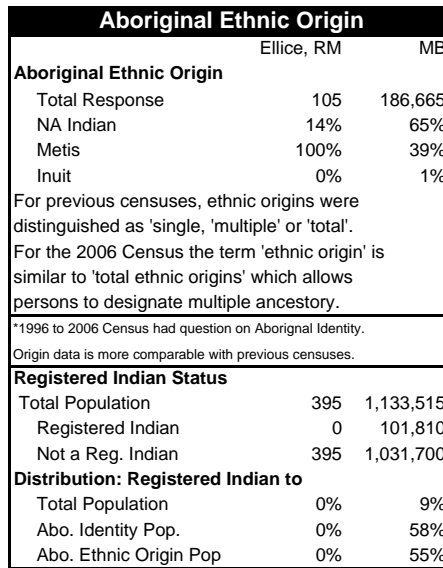 Aboriginal Ethnic Origin
Ellice, RM MB
Aboriginal Ethnic Origin
Total Response 105 186,665
NA Indian 14% 65%
Metis 100% 39%
Inuit 0% 1%
For previous censuses, ethnic origins were
distinguished as 'single, 'multiple' or 'total'.
For the 2006 Census the term 'ethnic origin' is
similar to 'total ethnic origins' which allows
persons to designate multiple ancestory.
*1996 to 2006 Census had question on Aborignal Identity.
Origin data is more comparable with previous censuses.
Registered Indian Status
Total Population 395 1,133,515
Registered Indian 0 101,810
Not a Reg. Indian 395 1,031,700
Distribution: Registered Indian to
Total Population 0% 9%
Abo. Identity Pop. 0% 58%
Abo. Ethnic Origin Pop 0% 55%